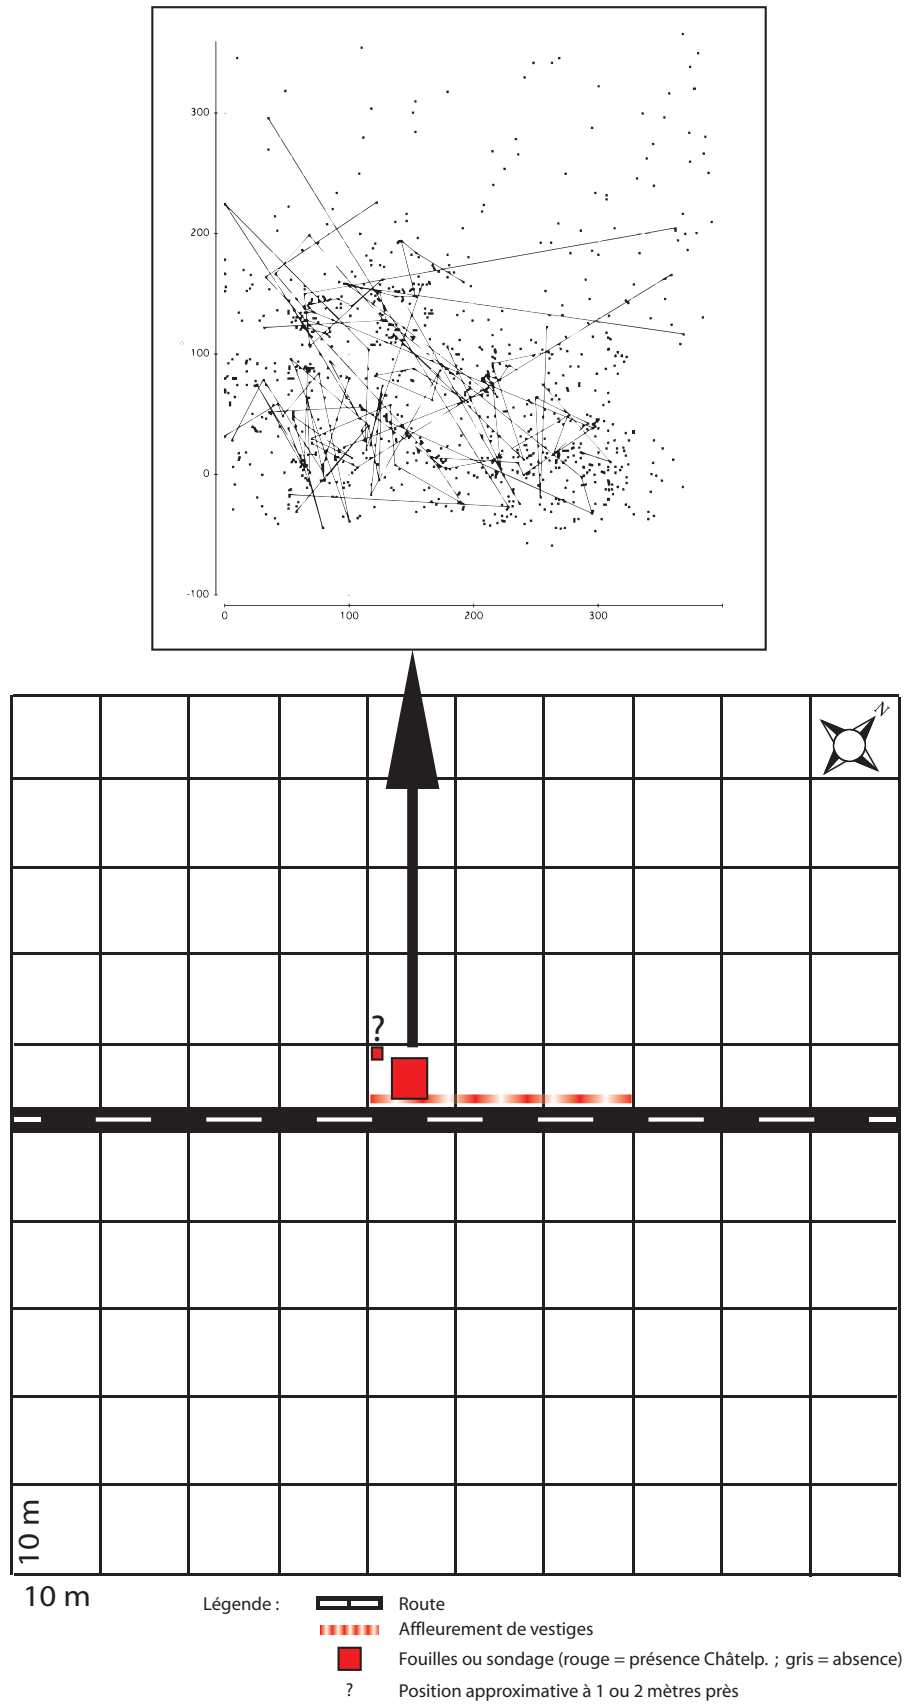 300
200
100
0
-100
0 100 200 300
N
?
10 m
10 m
Légende :
Route
Affleurement de vestiges
Fouilles ou sondage (rouge = présence Châtelp. ; gris = absence)
? Position approximative à 1 ou 2 mètres près